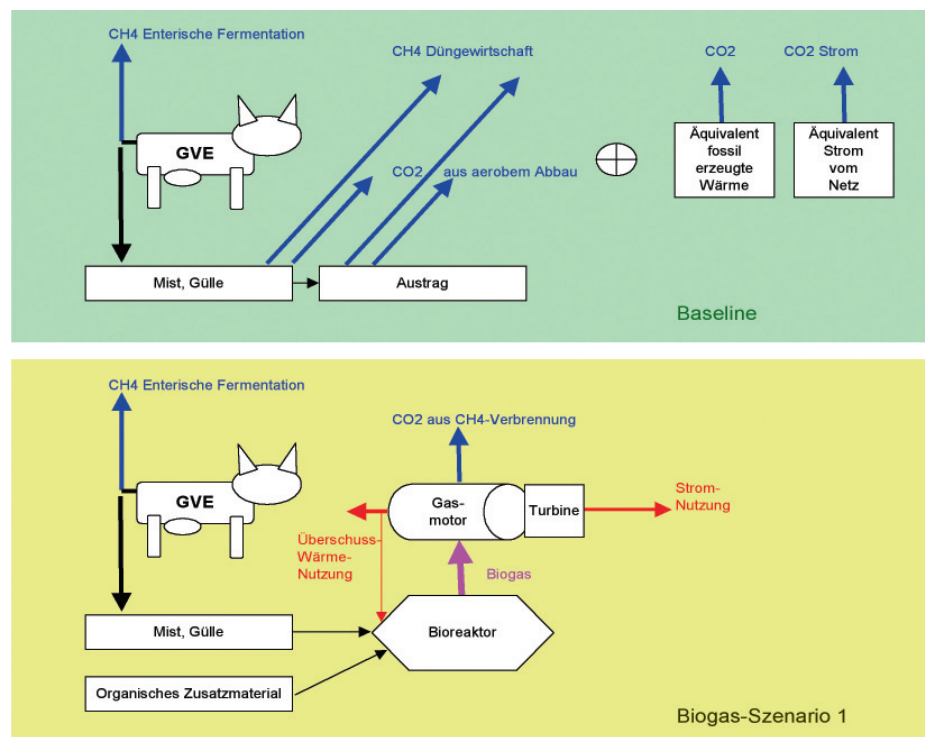 CH4 Enterische Fermentation
CH4 Düngewirtschaft
CO2
CO2 Strom
GVE
CO2 aus aerobem Abbau
Äquivalent
fossil
erzeugte
Wärme
Äquivalent
Strom
vom
Netz
Mist, Gülle
Austrag
Baseline
CH4 Enterische Fermentation
CO2 aus CH4-Verbrennung
GVE
Gas-
motor
Turbine
Strom-
Nutzung
Überschuss-
Wärme-
Nutzung
Biogas
Mist, Gülle
Bioreaktor
Organisches Zusatzmaterial
Biogas-Szenario 1